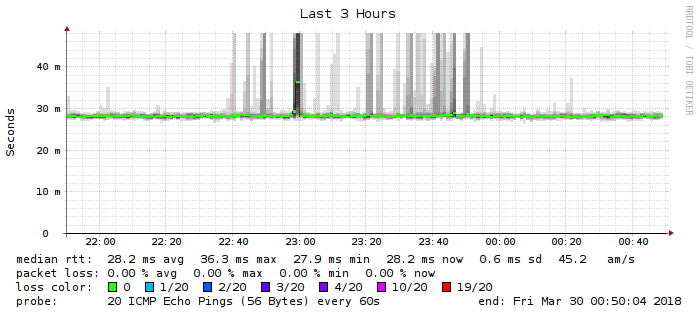 Last 3 Hours
RRDTOOL / TOBI OETIKER
Seconds
40 m
30 m
20 m
10 m
0
22:00 22:20 22:40 23:00 23:20 23:40 00:00 00:20 00:40
median rtt: 28.2 ms avg 36.3 ms max 27.9 ms min 28.2 ms now 0.6 ms sd 45.2 am/s
packet loss: 0.00 % avg 0.00 % max 0.00 % min 0.00 % now
loss color: 0 1/20 2/20 3/20 4/20 10/20 19/20
probe: 20 ICMP Echo Pings (56 Bytes) every 60s end: Fri Mar 30 00:50:04 2018